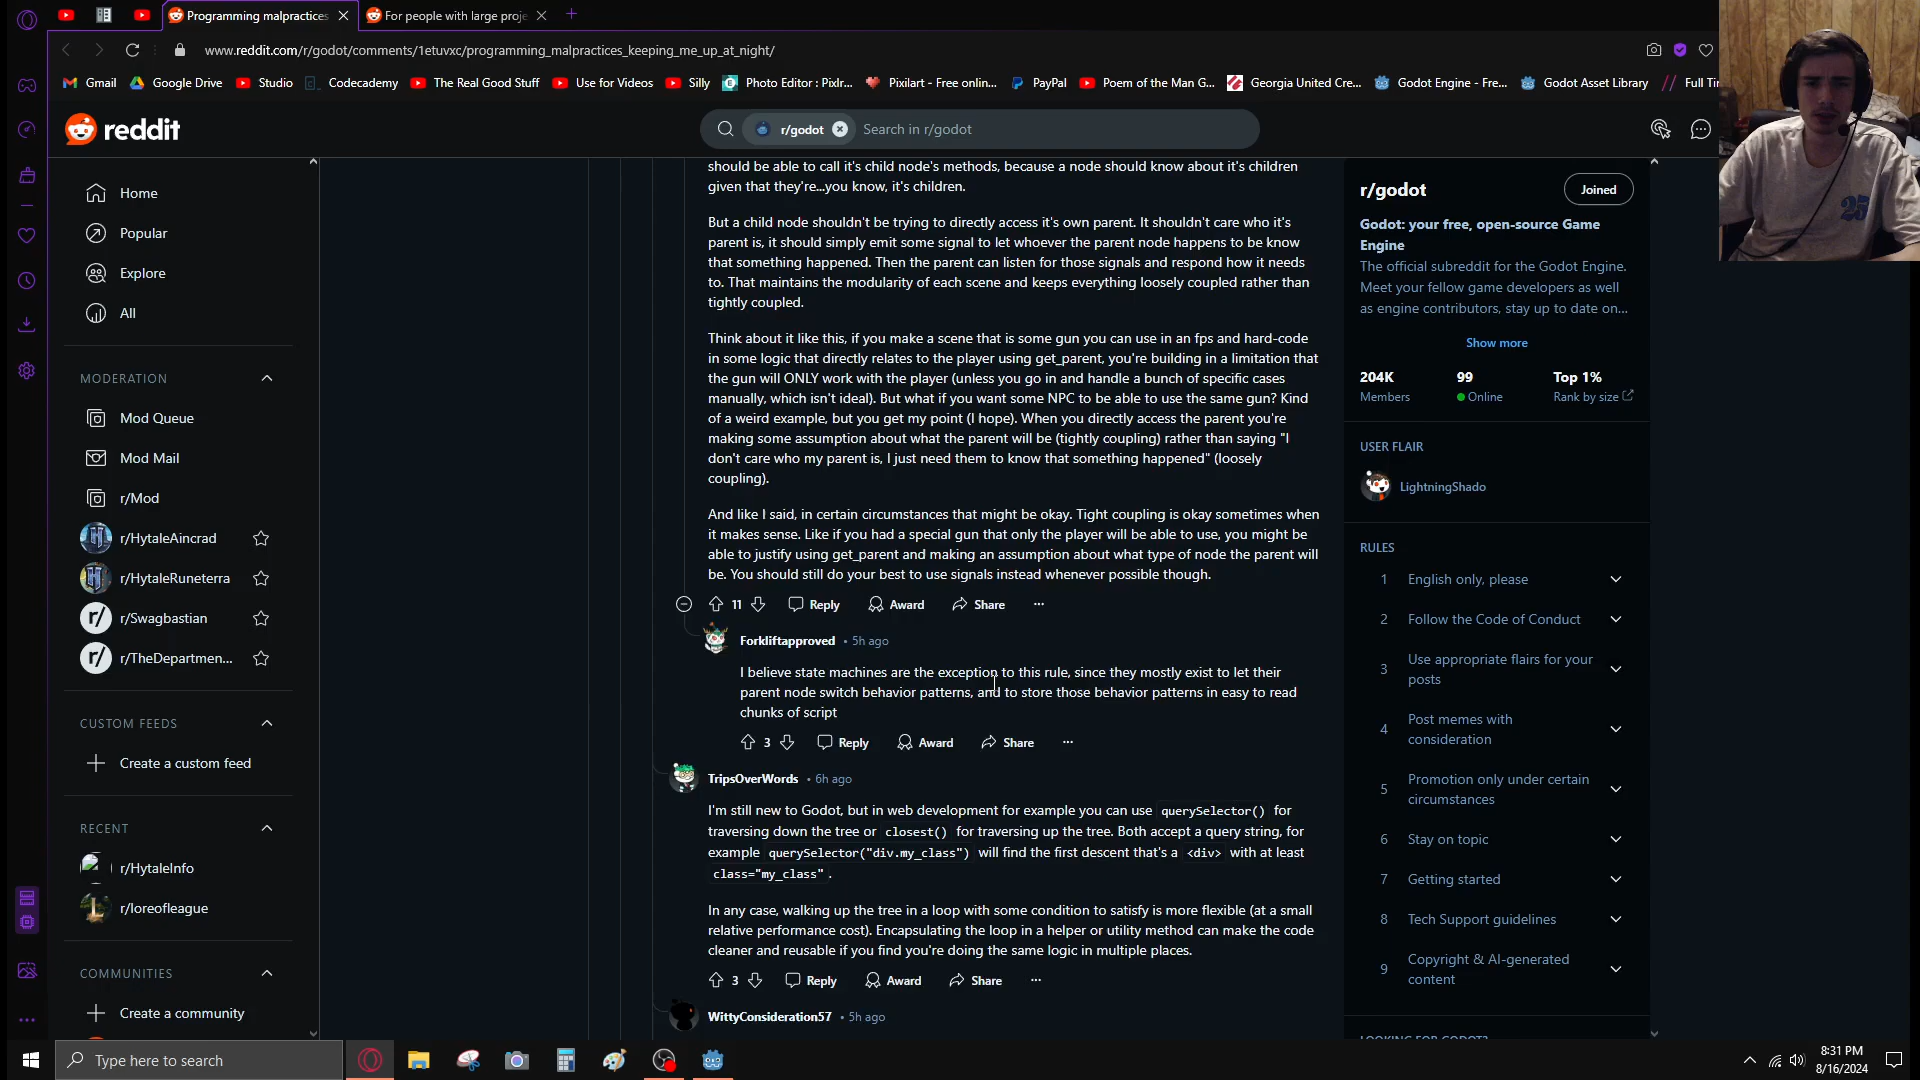 Programming malpractices
For people with large proje
www.reddit.com/r/godot/comments/1etuvxc/programming_malpractices_keeping_me_up_at_night/
Gmail
Google Drive
Studio
Codecademy
The Real Good Stuff
Use for Videos
Silly
Photo Editor : Pixlr...
Pixilart - Free onlin...
PayPal
Poem of the Man G...
Georgia United Cre...
Godot Engine - Fre...
Godot Asset Library
Full Tim
reddit
r/godot
Search in r/godot
Home
Popular
Explore
All
MODERATION
Mod Queue
Mod Mail
r/Mod
r/HytaleAincrad
r/HytaleRuneterra
r/Swagbastian
r/TheDepartmen...
CUSTOM FEEDS
Create a custom feed
RECENT
r/HytaleInfo
r/loreofleague
COMMUNITIES
Create a community
should be able to call it's child node's methods, because a node should know about it's children
given that they're...you know, it's children.
But a child node shouldn't be trying to directly access it's own parent. It shouldn't care who it's
parent is, it should simply emit some signal to let whoever the parent node happens to be know
that something happened. Then the parent can listen for those signals and respond how it needs
to. That maintains the modularity of each scene and keeps everything loosely coupled rather than
tightly coupled.
Think about it like this, if you make a scene that is some gun you can use in an fps and hard-code
in some logic that directly relates to the player using get_parent, you're building in a limitation that
the gun will ONLY work with the player (unless you go in and handle a bunch of specific cases
manually, which isn't ideal). But what if you want some NPC to be able to use the same gun? Kind
of a weird example, but you get my point (I hope). When you directly access the parent you're
making some assumption about what the parent will be (tightly coupling) rather than saying "I
don't care who my parent is, I just need them to know that something happened" (loosely
coupling).
And like I said, in certain circumstances that might be okay. Tight coupling is okay sometimes when
it makes sense. Like if you had a special gun that only the player will be able to use, you might be
able to justify using get_parent and making an assumption about what type of node the parent will
be. You should still do your best to use signals instead whenever possible though.
11 Reply Award Share ...
Forkliftapproved • 5h ago
I believe state machines are the exception to this rule, since they mostly exist to let their
parent node switch behavior patterns, and to store those behavior patterns in easy to read
chunks of script
3 Reply Award Share ...
TripsOverWords • 6h ago
I'm still new to Godot, but in web development for example you can use querySelector() for
traversing down the tree or closest() for traversing up the tree. Both accept a query string, for
example querySelector("div.my_class") will find the first descent that's a <div> with at least
class="my_class" .
In any case, walking up the tree in a loop with some condition to satisfy is more flexible (at a small
relative performance cost). Encapsulating the loop in a helper or utility method can make the code
cleaner and reusable if you find you're doing the same logic in multiple places.
3 Reply Award Share ...
WittyConsideration57 • 5h ago
r/godot
Joined
Godot: your free, open-source Game
Engine
The official subreddit for the Godot Engine.
Meet your fellow game developers as well
as engine contributors, stay up to date on...
Show more
204K 99 Top 1%
Members Online Rank by size
USER FLAIR
LightningShado
RULES
1 English only, please
2 Follow the Code of Conduct
3 Use appropriate flairs for your
posts
4 Post memes with
consideration
5 Promotion only under certain
circumstances
6 Stay on topic
7 Getting started
8 Tech Support guidelines
9 Copyright & AI-generated
content
LOOKING FOR GODOT?
25
Type here to search
8:31 PM
8/16/2024